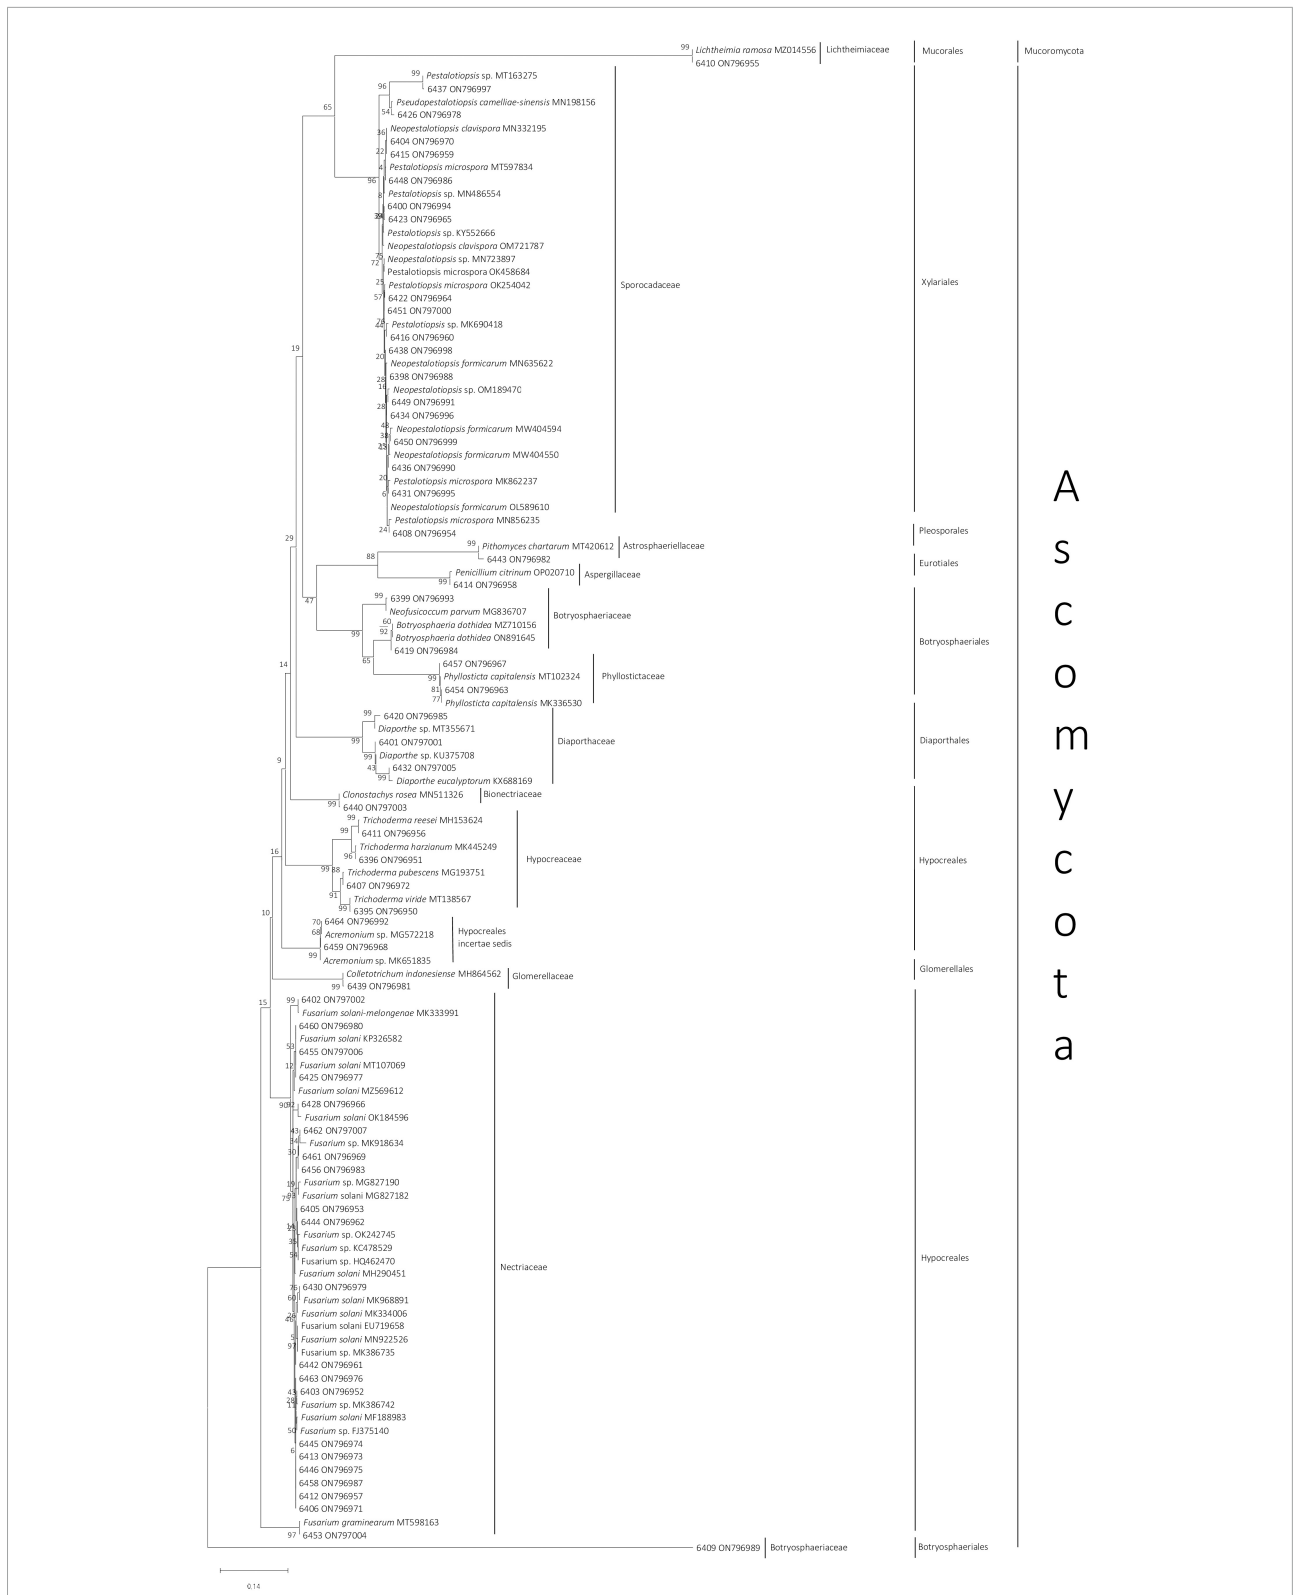 99
Lichtheimia ramosa MZ014556
Lichtheimiaceae
Mucorales
Mucoromycota
6410 ON796955
99
Pestalotiopsis sp. MT163275
6437 ON796997
96
Pseudopestalotiopsis camelliae-sinensis MN198156
54
6426 ON796978
65
36
Neopestalotiopsis clavispora MN332195
6404 ON796970
22
6415 ON796959
4
Pestalotiopsis microspora MT597834
96
6448 ON796986
8
Pestalotiopsis sp. MN486554
6400 ON796994
6423 ON796965
Pestalotiopsis sp. KY552666
Neopestalotiopsis clavispora OM721787
Neopestalotiopsis sp. MN723897
72
Pestalotiopsis microspora OK458684
25
Pestalotiopsis microspora OK254042
Sporocadaceae
Xylariales
57
6422 ON796964
6451 ON797000
Pestalotiopsis sp. MK690418
44
6416 ON796960
6438 ON796998
19
20
Neopestalotiopsis formicarum MN635622
28
6398 ON796988
16
Neopestalotiopsis sp. OM189470
28
6449 ON796991
6434 ON796996
Neopestalotiopsis formicarum MW404594
6450 ON796999
Neopestalotiopsis formicarum MW404550
6436 ON796990
20
Pestalotiopsis microspora MK862237
6
6431 ON796995
Neopestalotiopsis formicarum OL589610
Pestalotiopsis microspora MN856235
24
6408 ON796954
Pleosporales
29
99
Pithomyces chartarum MT420612
Astrosphaeriellaceae
88
6443 ON796982
Eurotiales
Penicillium citrinum OP020710
Aspergillaceae
99
6414 ON796958
47
99
6399 ON796993
Neofusicoccum parvum MG836707
Botryosphaeriaceae
60
Botryosphaeria dothidea MZ710156
99
92
Botryosphaeria dothidea ON891645
Botryosphaeriales
6419 ON796984
65
6457 ON796967
14
99
Phyllosticta capitalensis MT102324
Phyllostictaceae
81
6454 ON796963
77
Phyllosticta capitalensis MK336530
99
6420 ON796985
Diaporthe sp. MT355671
99
6401 ON797001
Diaporthaceae
Diaporthales
99
Diaporthe sp. KU375708
43
6432 ON797005
99
Diaporthe eucalyptorum KX688169
9
Clonostachys rosea MN511326
Bionectriaceae
99
6440 ON797003
99
Trichoderma reesei MH153624
99
6411 ON796956
Trichoderma harzianum MK445249
96
6396 ON796951
Hypocreaceae
Hypocreales
16
99
88
Trichoderma pubescens MG193751
6407 ON796972
91
Trichoderma viride MT138567
99
6395 ON796950
10
70
6464 ON796992
68
Acremonium sp. MG572218
Hypocreales
incertae sedis
6459 ON796968
99
Acremonium sp. MK651835
Colletotrichum indonesiense MH864562
Glomerellaceae
Glomerellales
99
6439 ON796981
15
99
6402 ON797002
Fusarium solani-melongenae MK333991
6460 ON796980
Fusarium solani KP326582
53
6455 ON797006
12
Fusarium solani MT107069
6425 ON796977
Fusarium solani MZ569612
90
6428 ON796966
Fusarium solani OK184596
43
6462 ON797007
34
Fusarium sp. MK918634
30
6461 ON796969
6456 ON796983
19
Fusarium sp. MG827190
93
Fusarium solani MG827182
75
6405 ON796953
6444 ON796962
Fusarium sp. OK242745
35
Fusarium sp. KC478529
54
Fusarium sp. HQ462470
Fusarium solani MH290451
Nectriaceae
Hypocreales
76
6430 ON796979
60
Fusarium solani MK968891
Fusarium solani MK334006
Fusarium solani EU719658
5
Fusarium solani MN922526
97
Fusarium sp. MK386735
6442 ON796961
6463 ON796976
43
6403 ON796952
28
Fusarium sp. MK386742
11
Fusarium solani MF188983
50
Fusarium sp. FJ375140
6445 ON796974
6
6413 ON796973
6446 ON796975
6458 ON796987
6412 ON796957
6406 ON796971
Fusarium graminearum MT598163
97
6453 ON797004
6409 ON796989
Botryosphaeriaceae
Botryosphaeriales
0.14
A
s
c
o
m
y
c
o
t
a